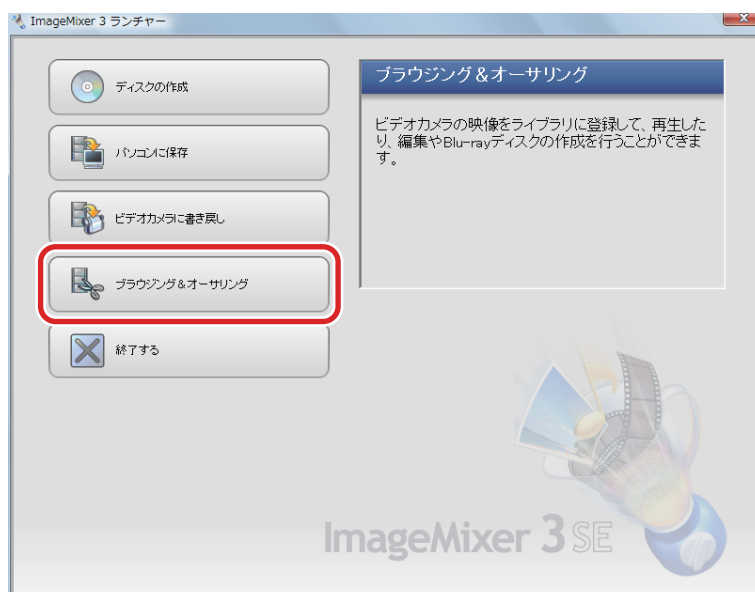 ImageMixer 3 ランチャー
ディスクの作成
パソコンに保存
ビデオカメラに書き戻し
ブラウジング&オーサリング
終了する
ブラウジング&オーサリング
ビデオカメラの映像をライブラリに登録して、再生した
り、編集やBlu-rayディスクの作成を行うことができま
す。
ImageMixer 3 SE